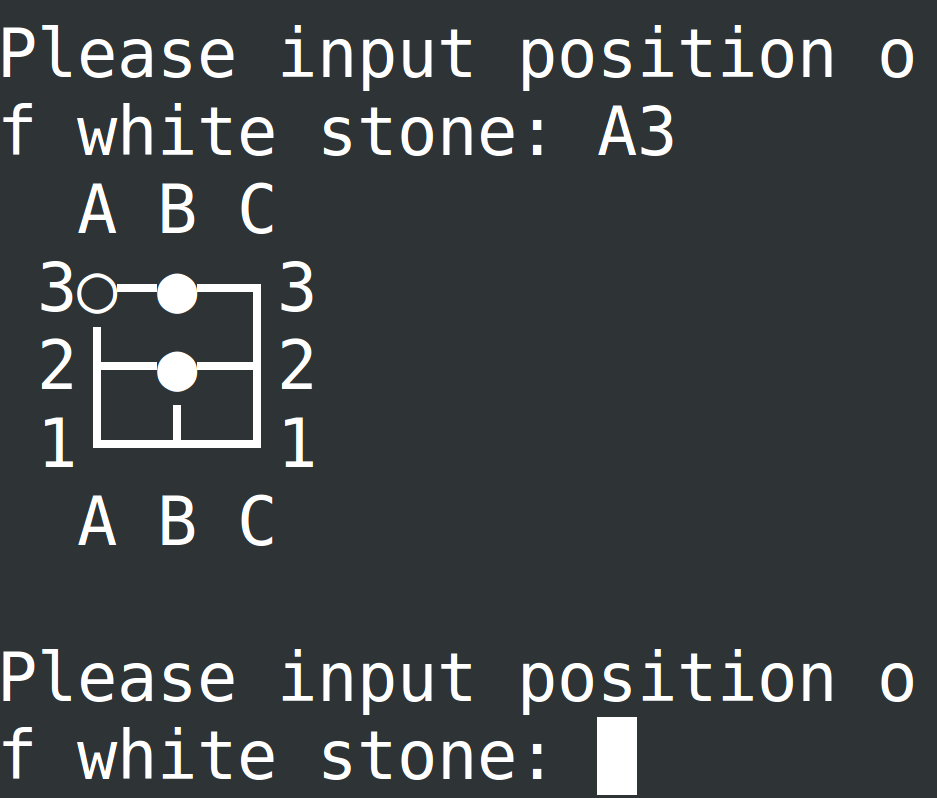 Please input position o
f white stone: A3
A B C
3 3
2 2
1 1
A B C
Please input position o
f white stone: